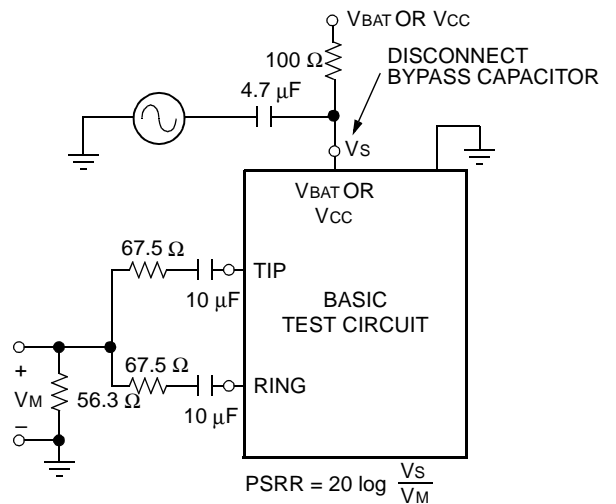 VBAT OR VCC
100 Ω
DISCONNECT
BYPASS CAPACITOR
4.7 μF
VS
VBAT OR
VCC
67.5 Ω
TIP
10 μF
BASIC
TEST CIRCUIT
67.5 Ω
+
VM
–
56.3 Ω
RING
10 μF
PSRR = 20 log VS/VM